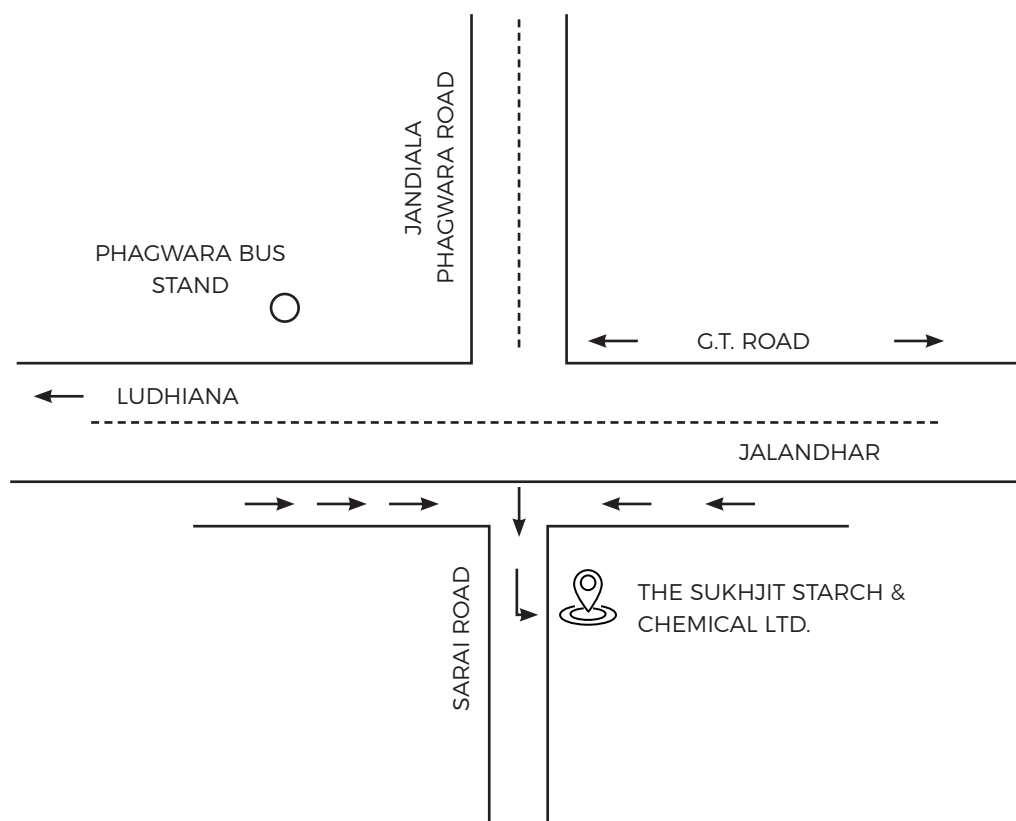 JANDIALA
PHAGWARA ROAD
PHAGWARA BUS
STAND
G.T. ROAD
LUDHIANA
JALANDHAR
SARAI ROAD
THE SUKHJIT STARCH &
CHEMICAL LTD.